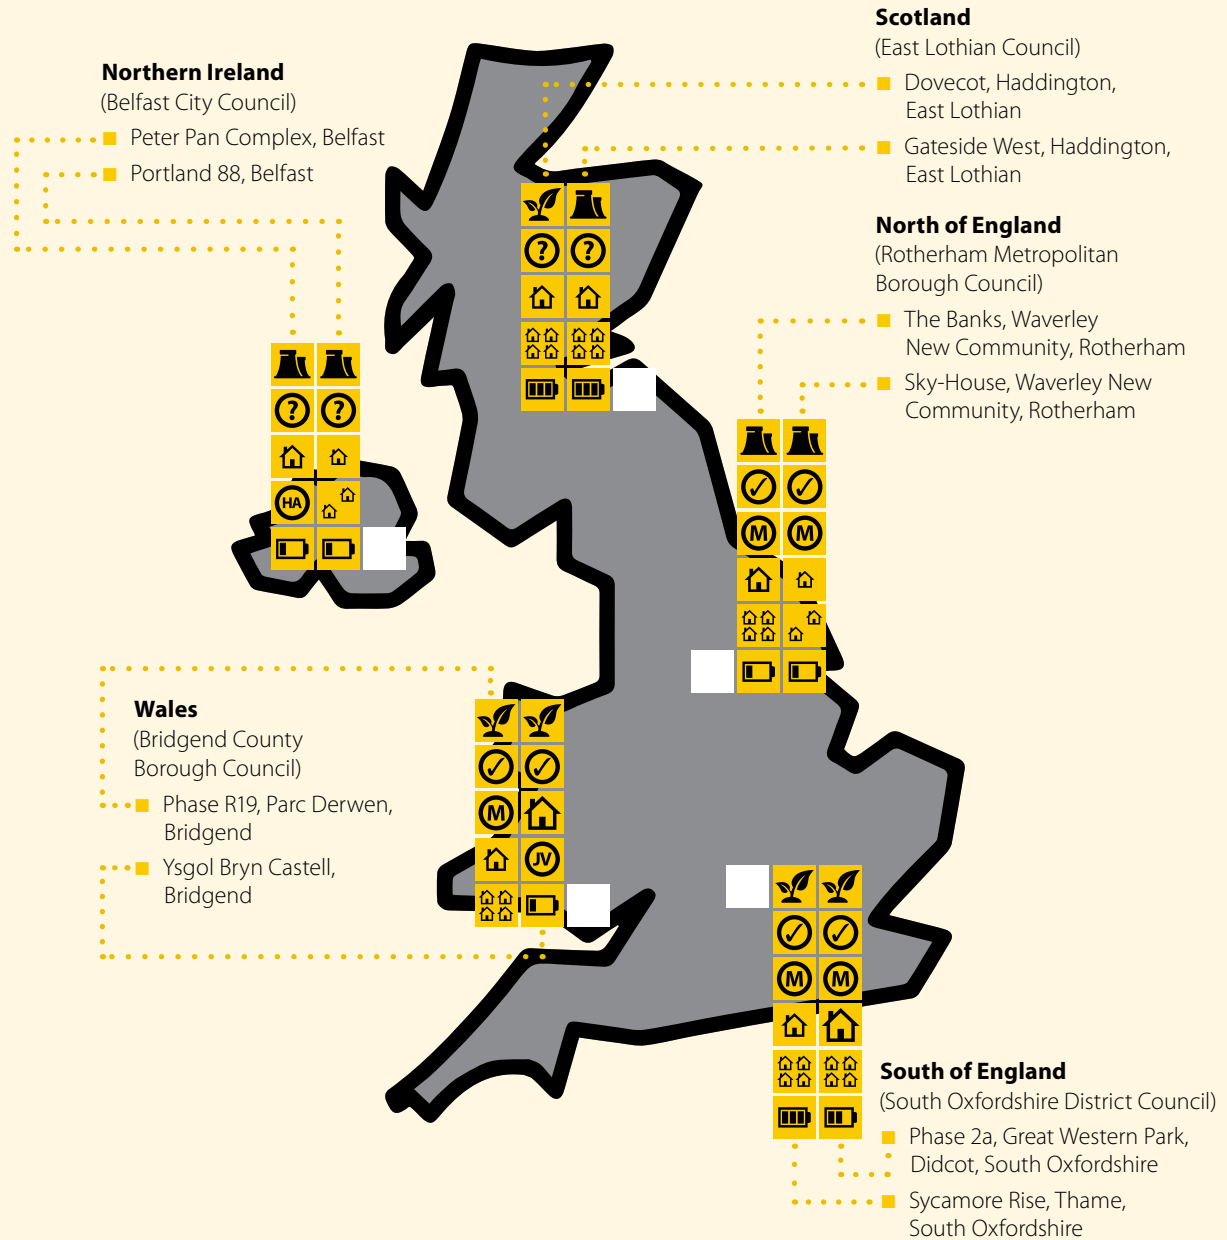 Scotland
(East Lothian Council)
Dovecot, Haddington,
East Lothian
Gateside West, Haddington,
East Lothian
Northern Ireland
(Belfast City Council)
Peter Pan Complex, Belfast
Portland 88, Belfast
North of England
(Rotherham Metropolitan
Borough Council)
The Banks, Waverley
New Community, Rotherham
Sky-House, Waverley New
Community, Rotherham
? ?
? ?
HA
M M
Wales
(Bridgend County
Borough Council)
Phase R19, Parc Derwen,
Bridgend
Ysgol Bryn Castell,
Bridgend
M
JV
M M
South of England
(South Oxfordshire District Council)
Phase 2a, Great Western Park,
Didcot, South Oxfordshire
Sycamore Rise, Thame,
South Oxfordshire